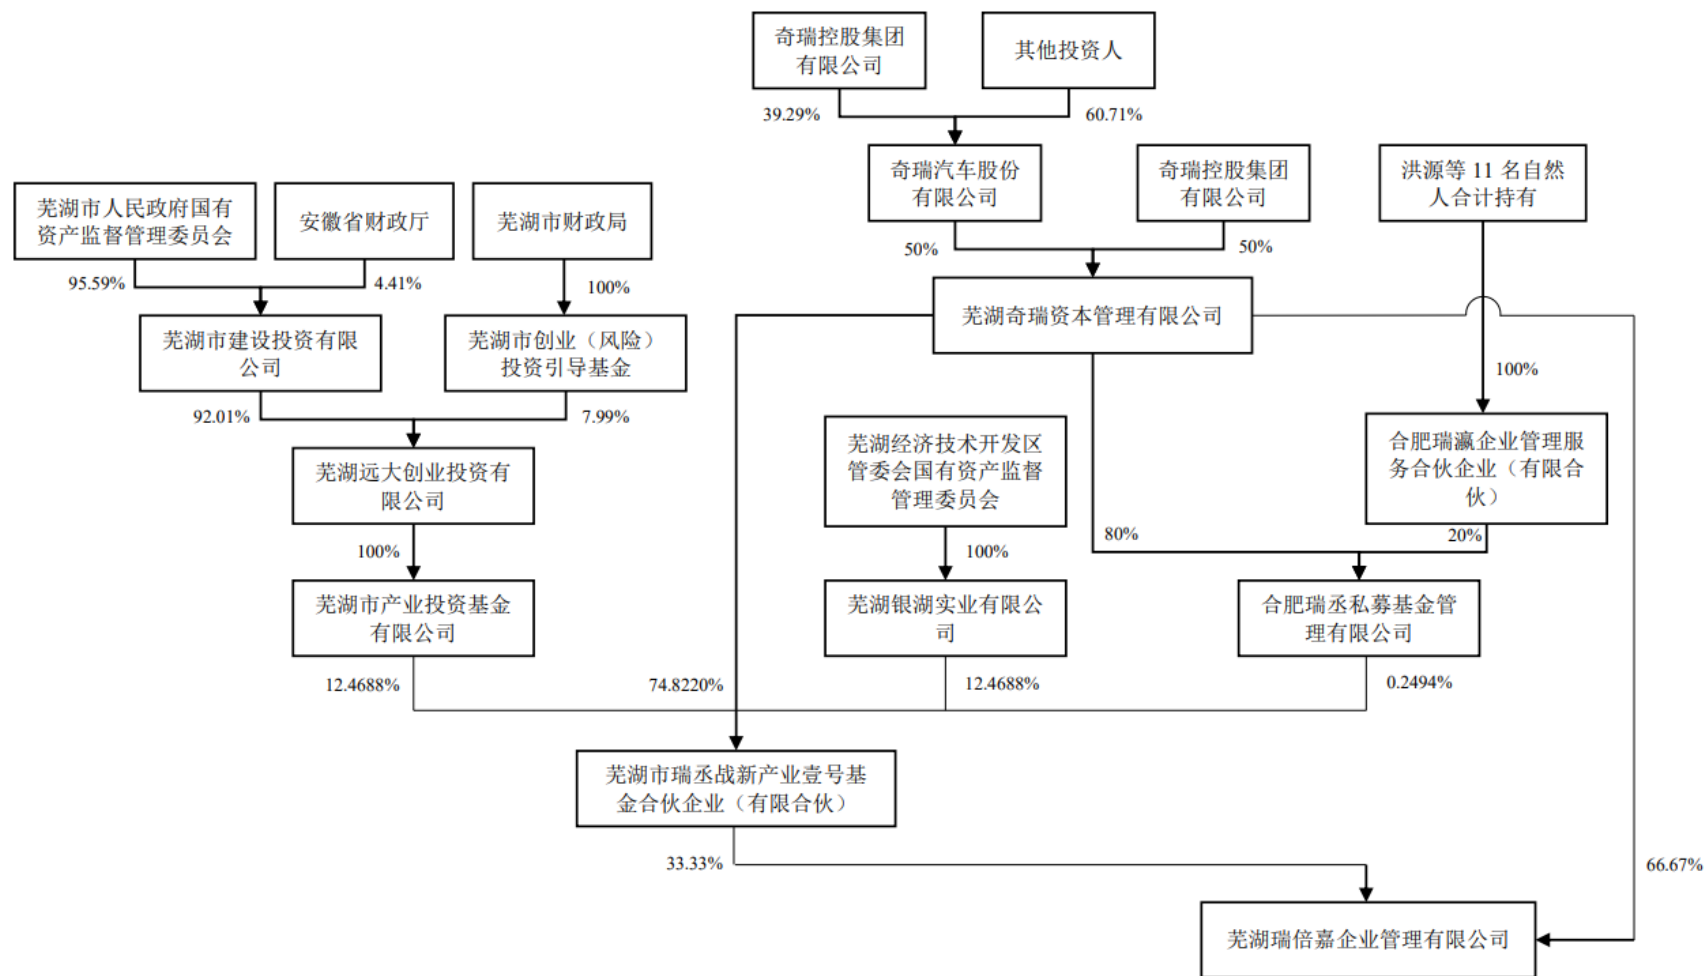 奇瑞控股集团
有限公司
其他投资人
39.29%
60.71%
奇瑞汽车股份
有限公司
奇瑞控股集团
有限公司
洪源等 11 名自然
人合计持有
芜湖市人民政府国有
资产监督管理委员会
安徽省财政厅
芜湖市财政局
50%
50%
95.59%
4.41%
100%
芜湖奇瑞资本管理有限公司
芜湖市建设投资有限
公司
芜湖市创业（风险）
投资引导基金
100%
92.01%
7.99%
芜湖经济技术开发区
管委会国有资产监督
管理委员会
合肥瑞瀛企业管理服
务合伙企业（有限合
伙）
芜湖远大创业投资有
限公司
80%
20%
100%
100%
芜湖市产业投资基金
有限公司
芜湖银湖实业有限公
司
合肥瑞丞私募基金管
理有限公司
12.4688%
74.8220%
12.4688%
0.2494%
芜湖市瑞丞战新产业壹号基
金合伙企业（有限合伙）
33.33%
66.67%
芜湖瑞倍嘉企业管理有限公司